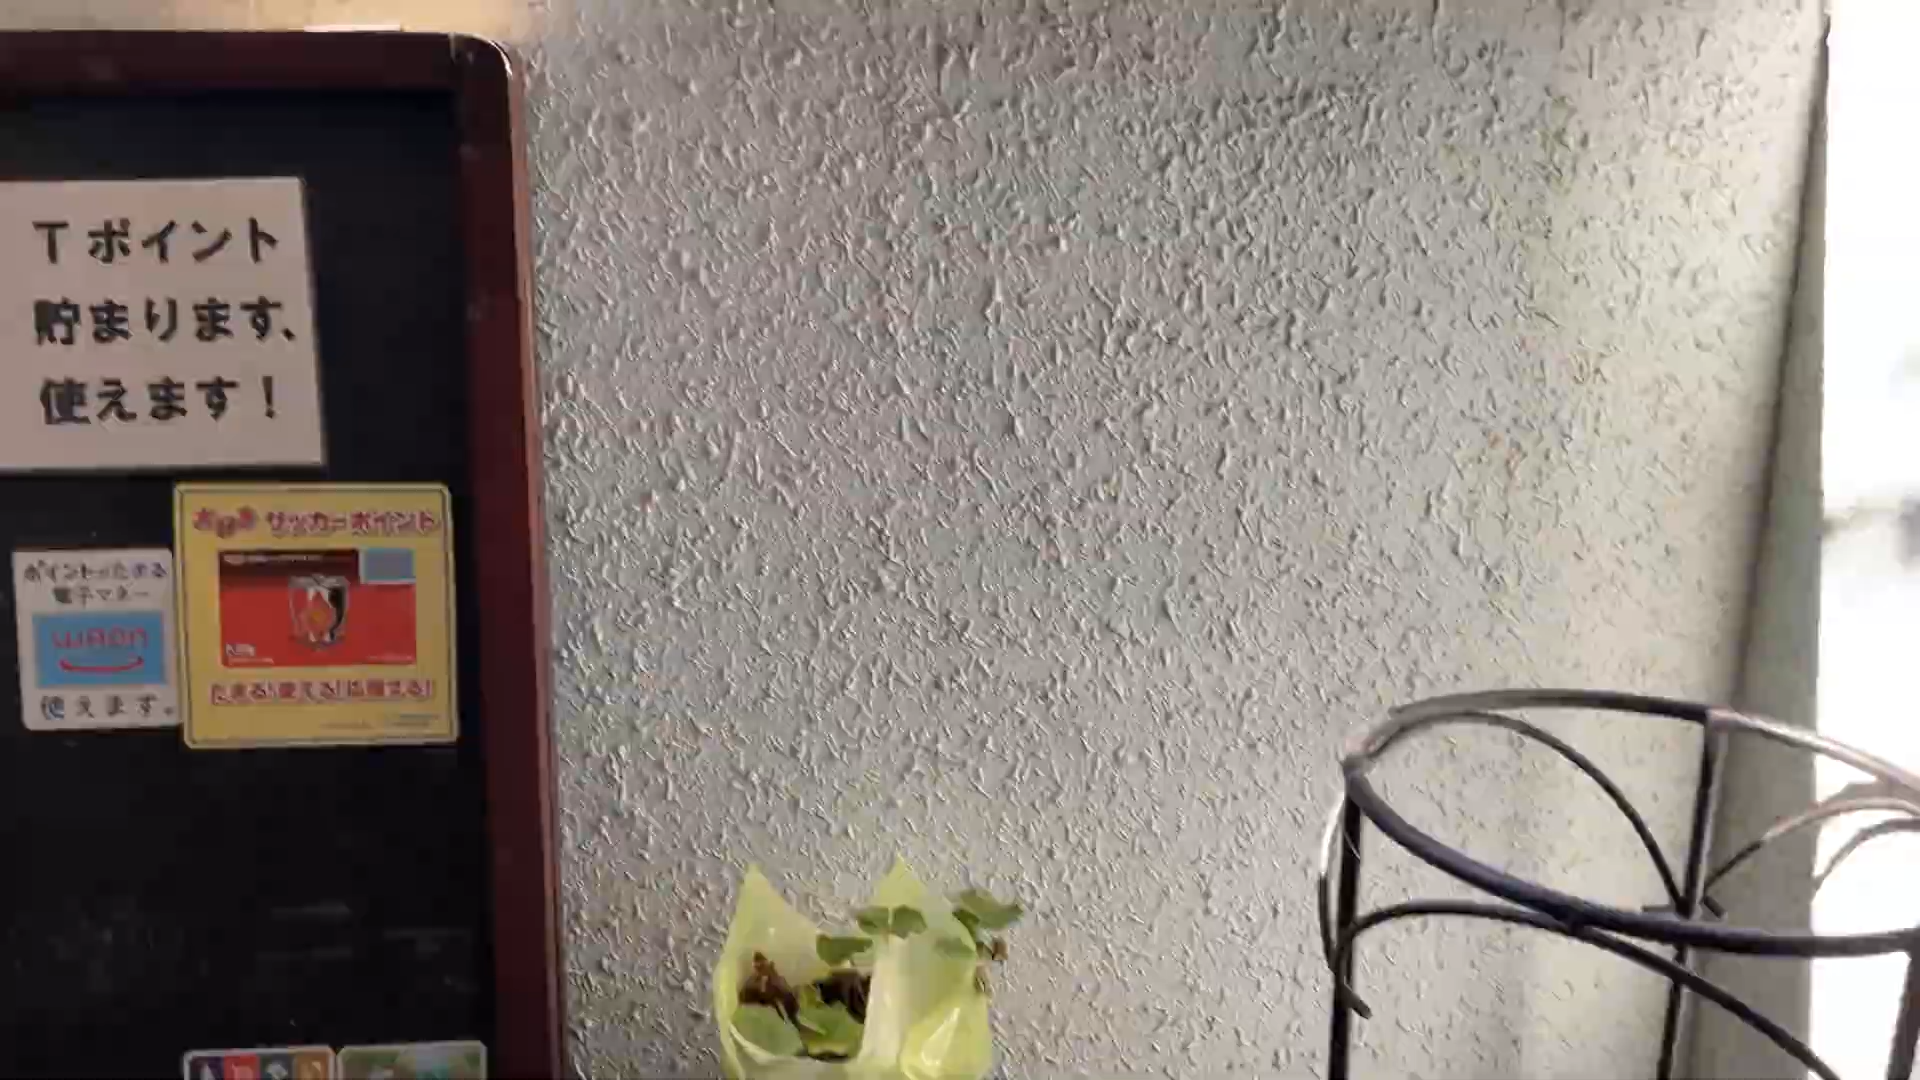 T ポイント
貯まります、
使えます！
サッカーポイント
ポイントがたまる
電子マネー
WAON
使えます。